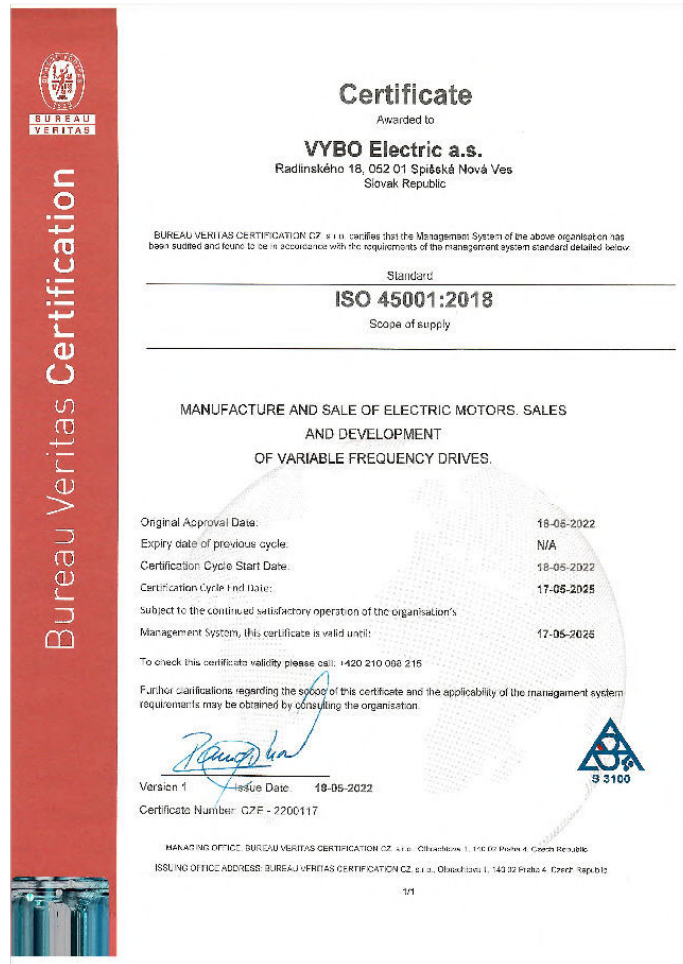 BUREAU
VERITAS
Bureau Veritas Certification
Certificate
Awarded to
VYBO Electric a.s.
Radlinského 18, 052 01 Spišská Nová Ves
Slovak Republic
BUREAU VERITAS CERTIFICATION CZ, s.r.o. certifies that the Management System of the above organisation has
been audited and found to be in accordance with the requirements of the management system standard detailed below.
Standard
ISO 45001:2018
Scope of supply
MANUFACTURE AND SALE OF ELECTRIC MOTORS. SALES
AND DEVELOPMENT
OF VARIABLE FREQUENCY DRIVES.
Original Approval Date: 18-05-2022
Expiry date of previous cycle: N/A
Certification Cycle Start Date: 18-05-2022
Certification Cycle End Date: 17-05-2025
Subject to the continued satisfactory operation of the organisation's
Management System, this certificate is valid until: 17-05-2025
To check this certificate validity please call: +420 210 088 215
Further clarifications regarding the scope of this certificate and the applicability of the managament system
requirements may be obtained by consulting the organisation.
Version 1 Issue Date: 18-05-2022
Certificate Number: CZE - 2200117
S 3100
MANAGING OFFICE: BUREAU VERITAS CERTIFICATION CZ, s.r.o., Olbrachtova 1, 140 02 Praha 4, Czech Republic
ISSUING OFFICE ADDRESS: BUREAU VERITAS CERTIFICATION CZ, s.r.o., Olbrachtova 1, 140 02 Praha 4, Czech Republic
1/1